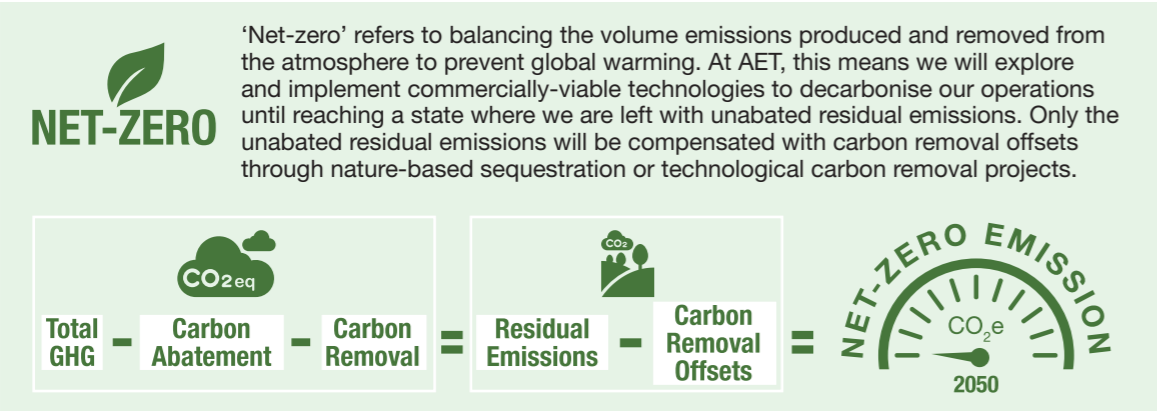 NET-ZERO
‘Net-zero’ refers to balancing the volume emissions produced and removed from
the atmosphere to prevent global warming. At AET, this means we will explore
and implement commercially-viable technologies to decarbonise our operations
until reaching a state where we are left with unabated residual emissions. Only the
unabated residual emissions will be compensated with carbon removal offsets
through nature-based sequestration or technological carbon removal projects.
CO2eq
Total
GHG
-
Carbon
Abatement
-
Carbon
Removal
=
CO2
Residual
Emissions
-
Carbon
Removal
Offsets
=
NET-ZERO EMISSION
CO₂e
2050